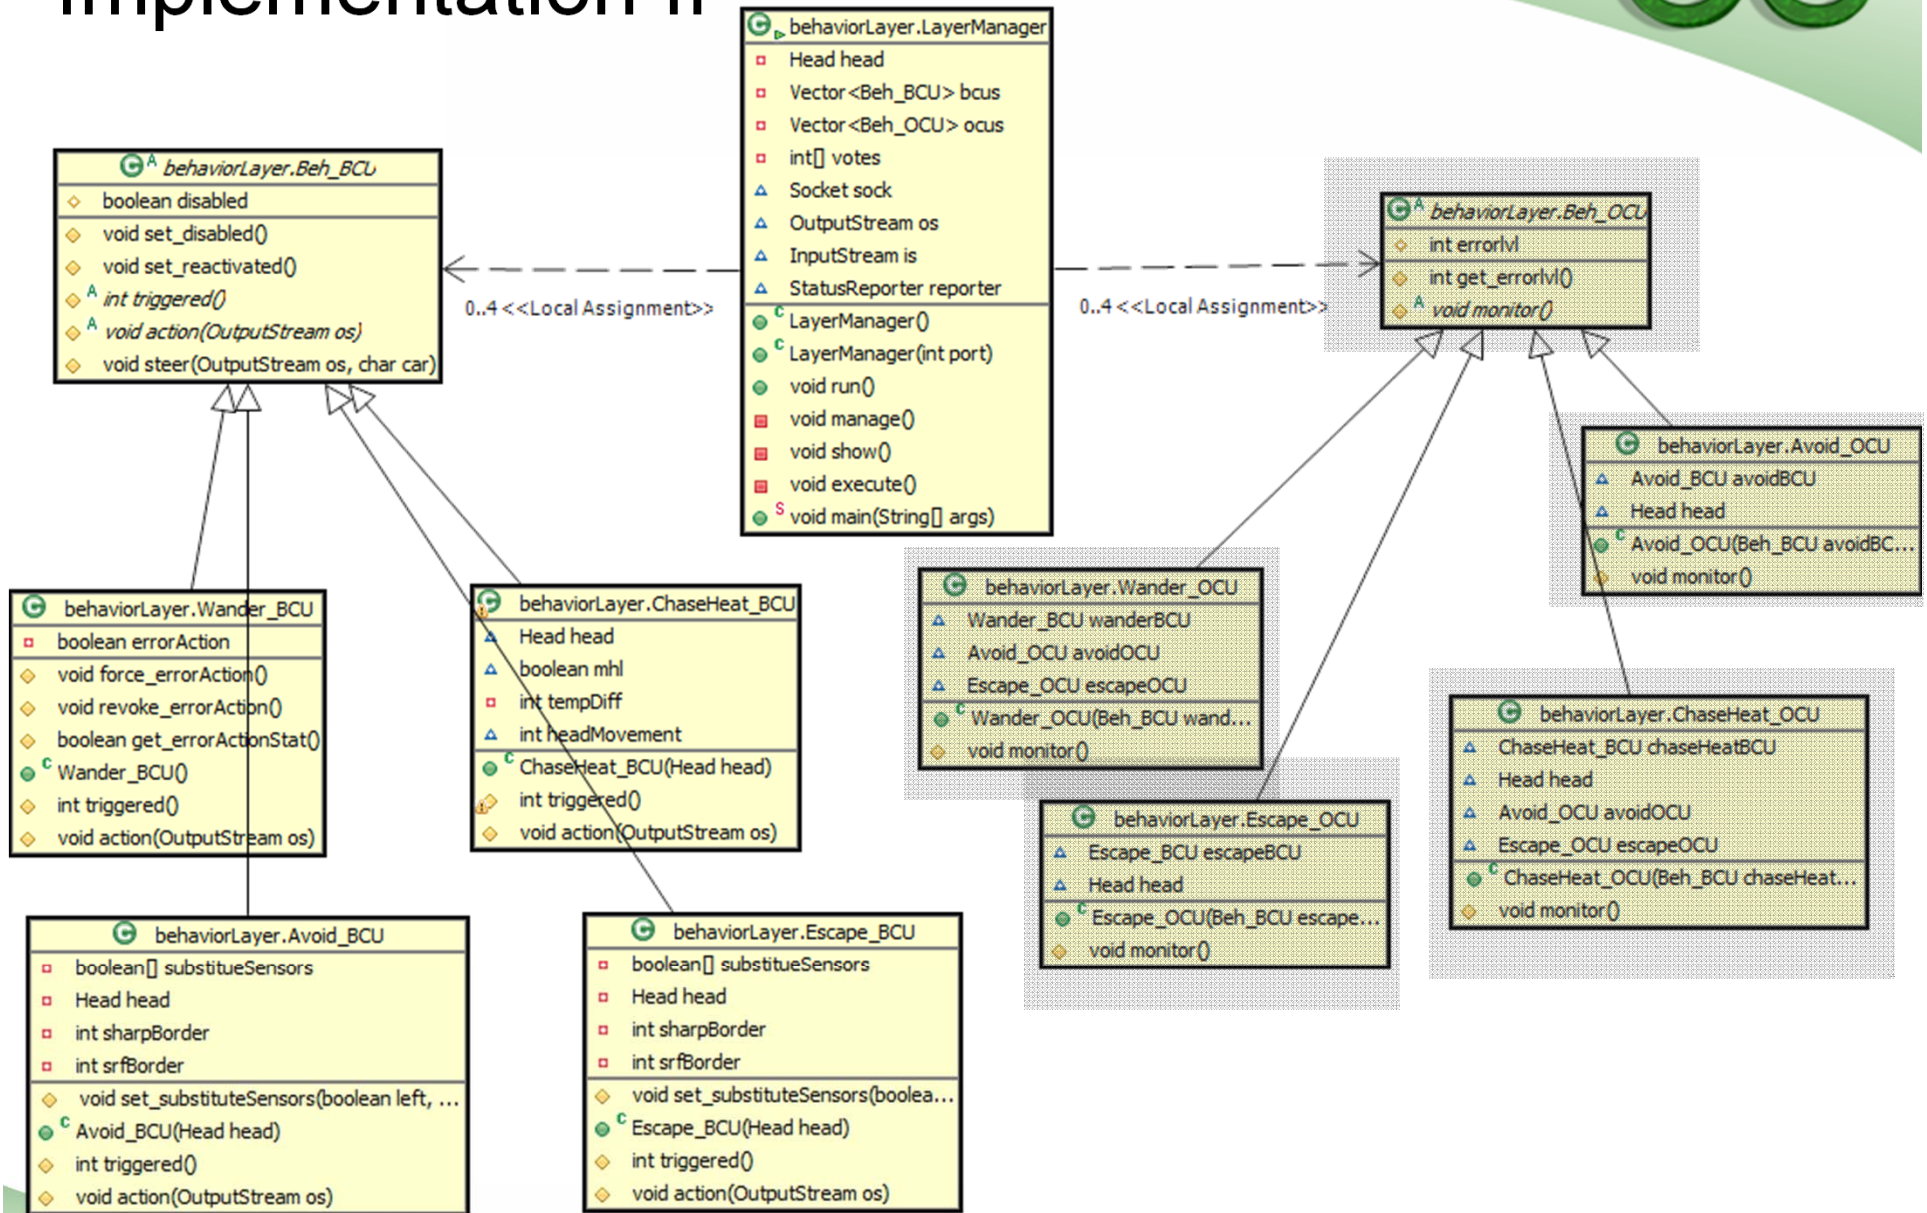 Implementation II
behaviorLayer.LayerManager
Head head
Vector<Beh_BCU> bcus
Vector<Beh_OCU> ocus
int[] votes
Socket sock
OutputStream os
InputStream is
StatusReporter reporter
C LayerManager()
C LayerManager(int port)
void run()
void manage()
void show()
void execute()
S void main(String[] args)
A behaviorLayer.Beh_BCU
boolean disabled
void set_disabled()
void set_reactivated()
A int triggered()
A void action(OutputStream os)
void steer(OutputStream os, char car)
0..4 <<Local Assignment>>
0..4 <<Local Assignment>>
A behaviorLayer.Beh_OCU
int errorlvl
int get_errorlvl()
A void monitor()
behaviorLayer.Avoid_OCU
Avoid_BCU avoidBCU
Head head
C Avoid_OCU(Beh_BCU avoidBC...
void monitor()
behaviorLayer.Wander_BCU
boolean errorAction
void force_errorAction()
void revoke_errorAction()
boolean get_errorActionStat()
C Wander_BCU()
int triggered()
void action(OutputStream os)
behaviorLayer.ChaseHeat_BCU
Head head
boolean mhl
int tempDiff
int headMovement
C ChaseHeat_BCU(Head head)
int triggered()
void action(OutputStream os)
behaviorLayer.Wander_OCU
Wander_BCU wanderBCU
Avoid_OCU avoidOCU
Escape_OCU escapeOCU
C Wander_OCU(Beh_BCU wand...
void monitor()
behaviorLayer.ChaseHeat_OCU
ChaseHeat_BCU chaseHeatBCU
Head head
Avoid_OCU avoidOCU
Escape_OCU escapeOCU
C ChaseHeat_OCU(Beh_BCU chaseHeat...
void monitor()
behaviorLayer.Escape_OCU
Escape_BCU escapeBCU
Head head
C Escape_OCU(Beh_BCU escape...
void monitor()
behaviorLayer.Avoid_BCU
boolean[] substitueSensors
Head head
int sharpBorder
int srfBorder
void set_substituteSensors(boolean left, ...
C Avoid_BCU(Head head)
int triggered()
void action(OutputStream os)
behaviorLayer.Escape_BCU
boolean[] substitueSensors
Head head
int sharpBorder
int srfBorder
void set_substituteSensors(boolea...
C Escape_BCU(Head head)
int triggered()
void action(OutputStream os)